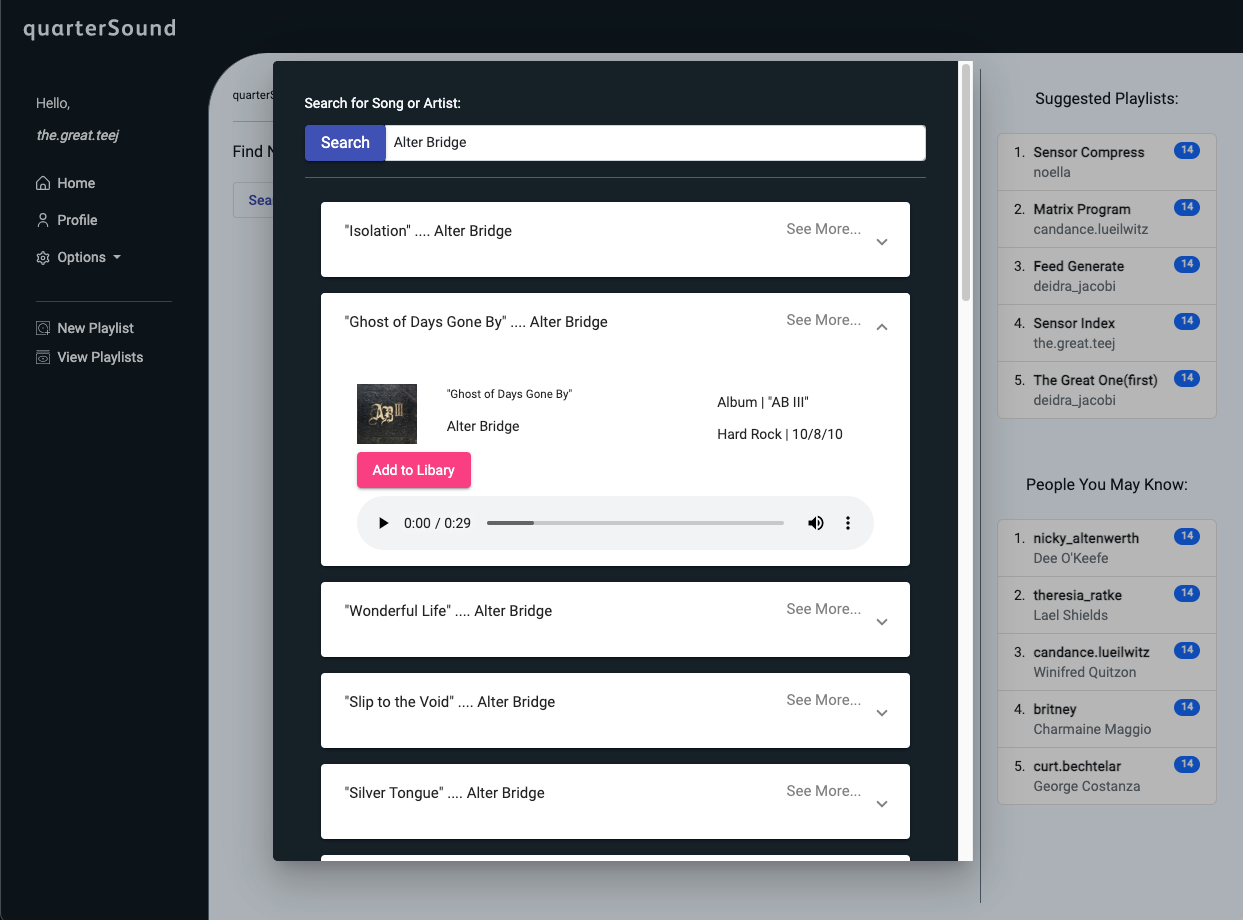 quarterSound
Hello,
the.great.teej
Home
Profile
Options
New Playlist
View Playlists
Search for Song or Artist:
Search Alter Bridge
"Isolation" .... Alter Bridge See More...
"Ghost of Days Gone By" .... Alter Bridge See More...
AB III
"Ghost of Days Gone By"
Alter Bridge
Album | "AB III"
Hard Rock | 10/8/10
Add to Libary
0:00 / 0:29
"Wonderful Life" .... Alter Bridge See More...
"Slip to the Void" .... Alter Bridge See More...
"Silver Tongue" .... Alter Bridge See More...
Suggested Playlists:
1. Sensor Compress 14
noella
2. Matrix Program 14
candance.lueilwitz
3. Feed Generate 14
deidra_jacobi
4. Sensor Index 14
the.great.teej
5. The Great One(first) 14
deidra_jacobi
People You May Know:
1. nicky_altenwerth 14
Dee O'Keefe
2. theresia_ratke 14
Lael Shields
3. candance.lueilwitz 14
Winifred Quitzon
4. britney 14
Charmaine Maggio
5. curt.bechtelar 14
George Costanza